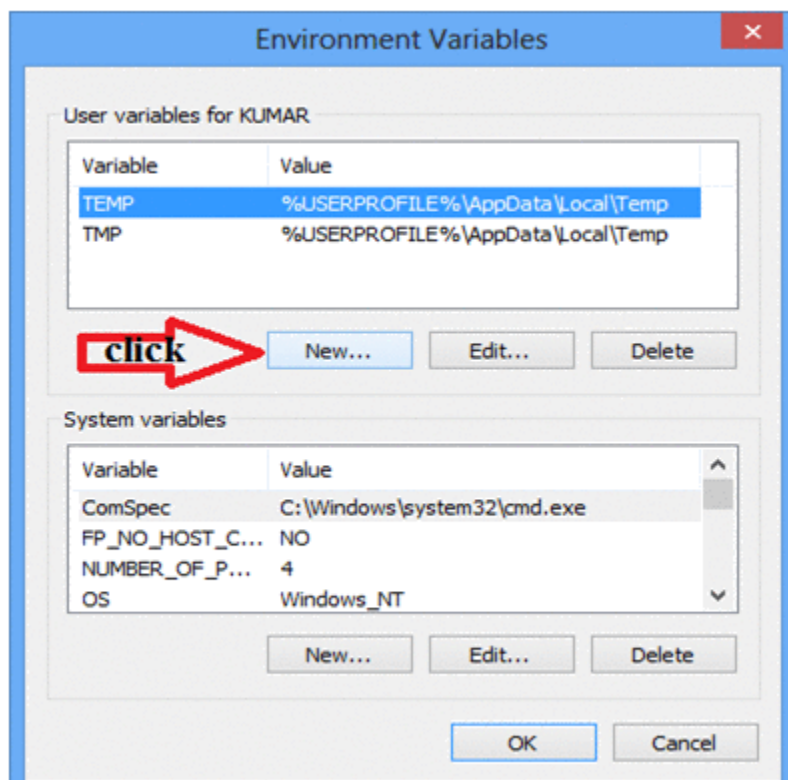 Environment Variables
User variables for KUMAR
Variable Value
TEMP %USERPROFILE%\AppData\Local\Temp
TMP %USERPROFILE%\AppData\Local\Temp
click New... Edit... Delete
System variables
Variable Value
ComSpec C:\Windows\system32\cmd.exe
FP_NO_HOST_C... NO
NUMBER_OF_P... 4
OS Windows_NT
New... Edit... Delete
OK Cancel